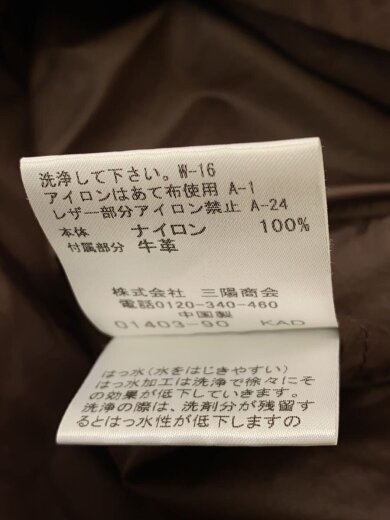 洗浄して下さい。W-16
アイロンはあて布使用 A-1
レザー部分アイロン禁止 A-24
本体 ナイロン 100%
付属部分 牛革
株式会社 三陽商会
電話0120-340-460
中国製
01403-90 KAD
はっ水(水をはじきやすい)
はっ水加工は洗浄で徐々にそ
の効果が低下していきます。
洗浄の際は、洗剤分が残留す
るとはっ水性が低下しますの